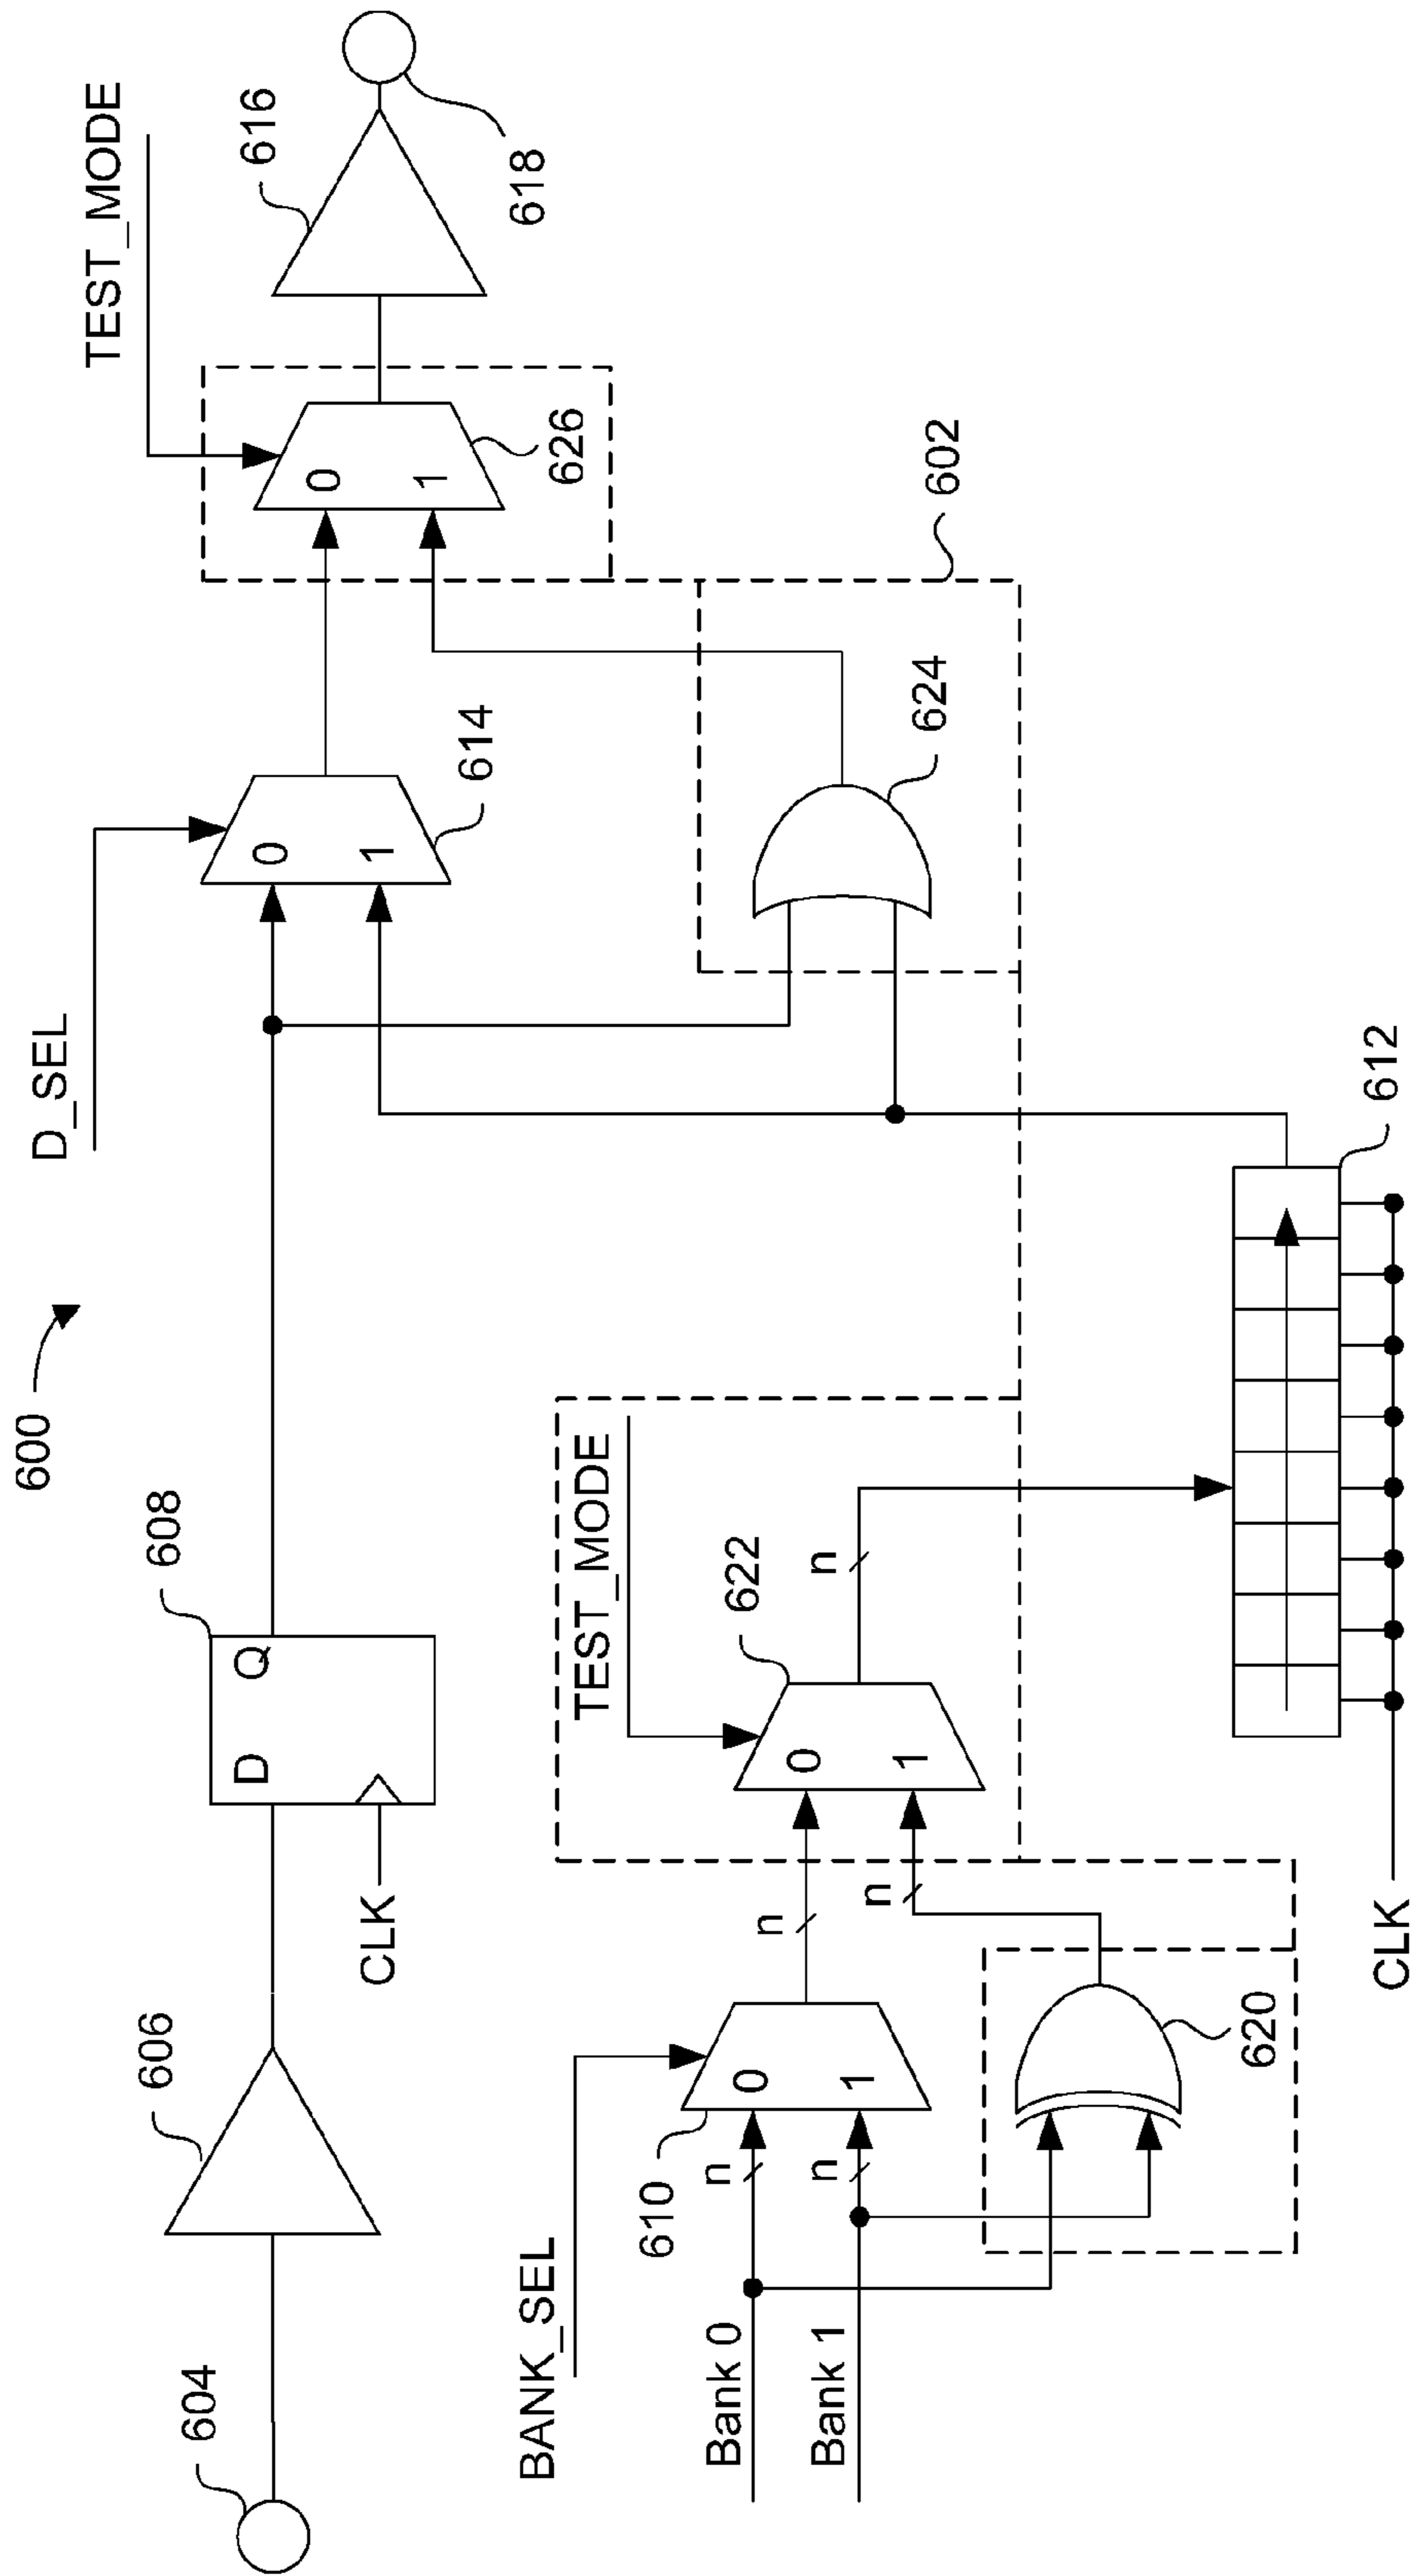 600
604
606
608
D Q
CLK
D_SEL
0
1
614
TEST_MODE
0
1
626
616
618
602
624
BANK_SEL
610
Bank 0
Bank 1
n
n
0
1
n
n
620
TEST_MODE
622
0
1
n
612
CLK